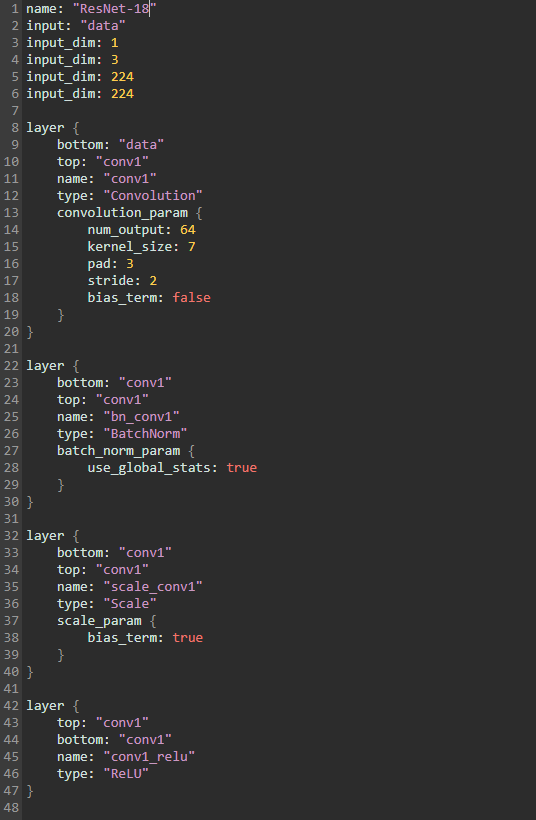 1 name: "ResNet-18"
2 input: "data"
3 input_dim: 1
4 input_dim: 3
5 input_dim: 224
6 input_dim: 224
7
8 layer {
9     bottom: "data"
10     top: "conv1"
11     name: "conv1"
12     type: "Convolution"
13     convolution_param {
14         num_output: 64
15         kernel_size: 7
16         pad: 3
17         stride: 2
18         bias_term: false
19     }
20 }
21
22 layer {
23     bottom: "conv1"
24     top: "conv1"
25     name: "bn_conv1"
26     type: "BatchNorm"
27     batch_norm_param {
28         use_global_stats: true
29     }
30 }
31
32 layer {
33     bottom: "conv1"
34     top: "conv1"
35     name: "scale_conv1"
36     type: "Scale"
37     scale_param {
38         bias_term: true
39     }
40 }
41
42 layer {
43     top: "conv1"
44     bottom: "conv1"
45     name: "conv1_relu"
46     type: "ReLU"
47 }
48